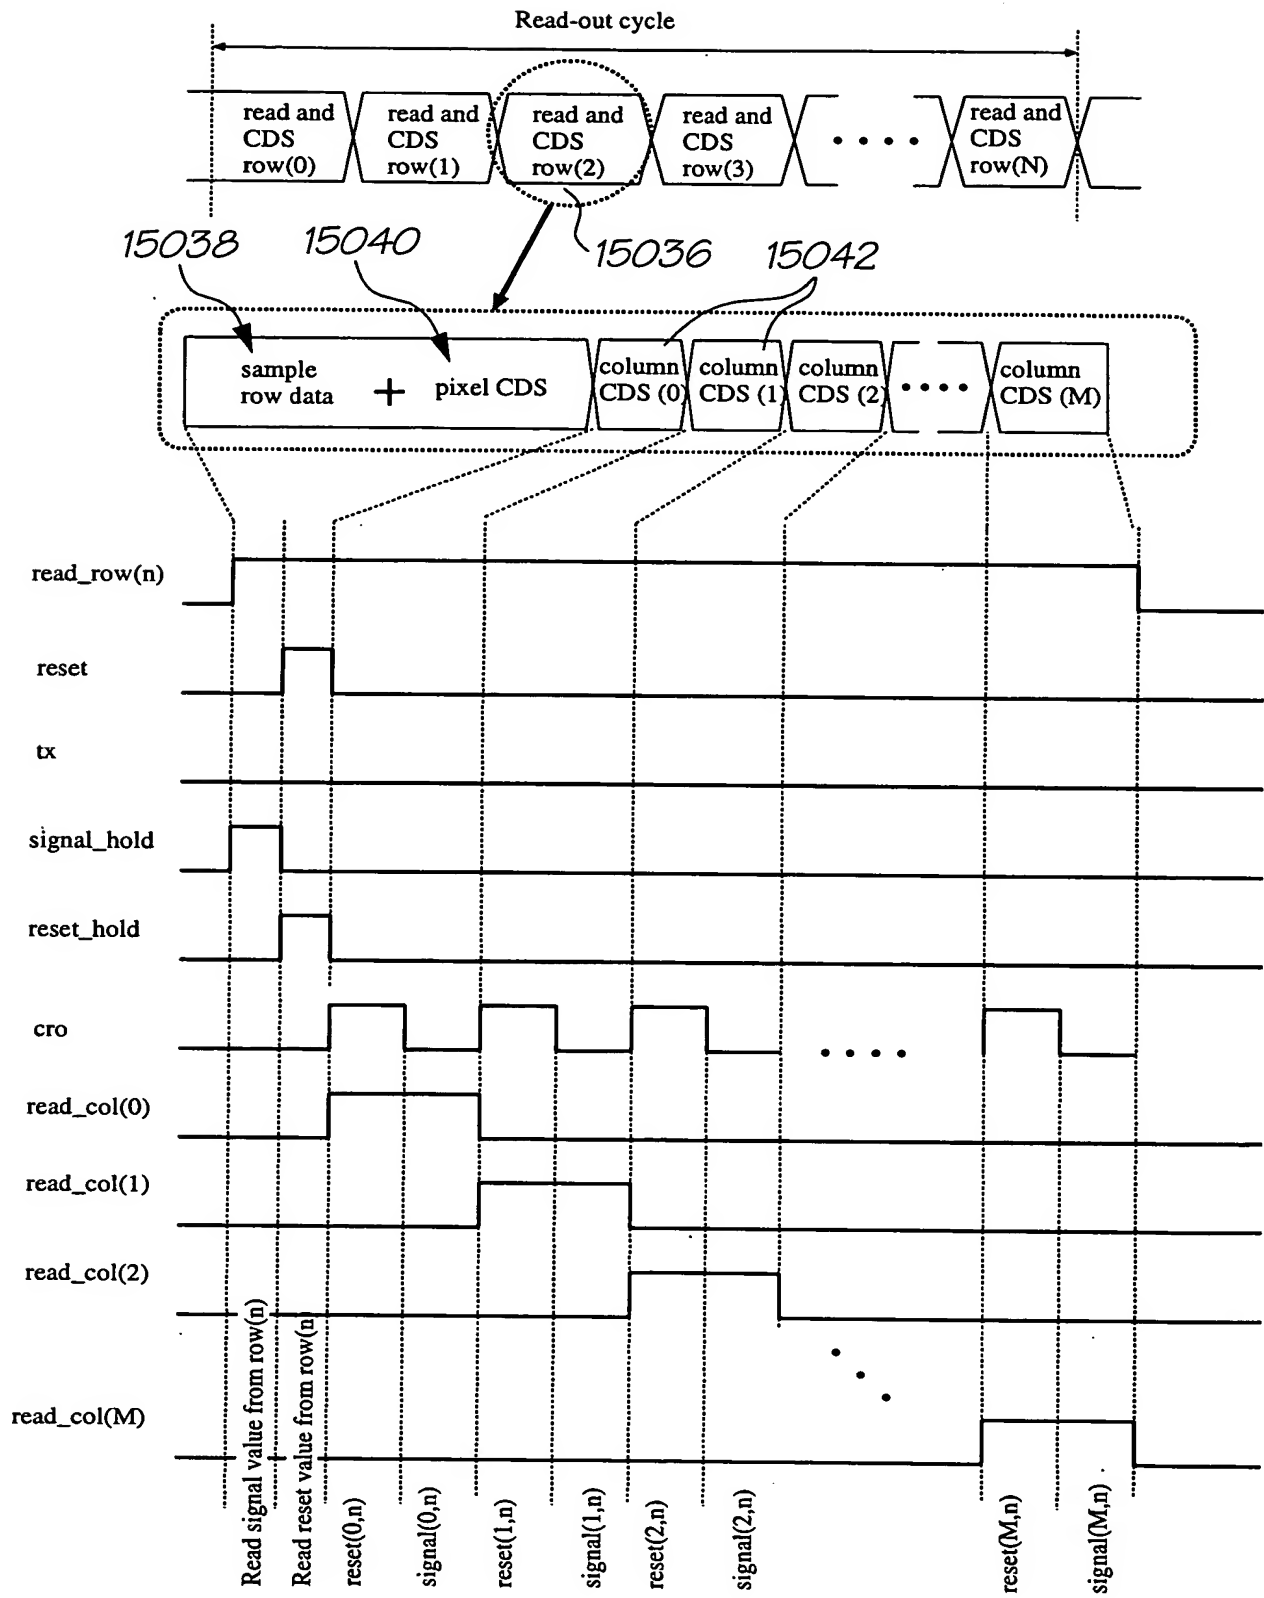 Read-out cycle
read and CDS row(0)
read and CDS row(1)
read and CDS row(2)
read and CDS row(3)
read and CDS row(N)
15038
15040
15036
15042
sample row data
+
pixel CDS
column CDS (0)
column CDS (1)
column CDS (2)
column CDS (M)
read_row(n)
reset
tx
signal_hold
reset_hold
cro
read_col(0)
read_col(1)
read_col(2)
read_col(M)
Read signal value from row(n)
Read reset value from row(n)
reset(0,n)
signal(0,n)
reset(1,n)
signal(1,n)
reset(2,n)
signal(2,n)
reset(M,n)
signal(M,n)